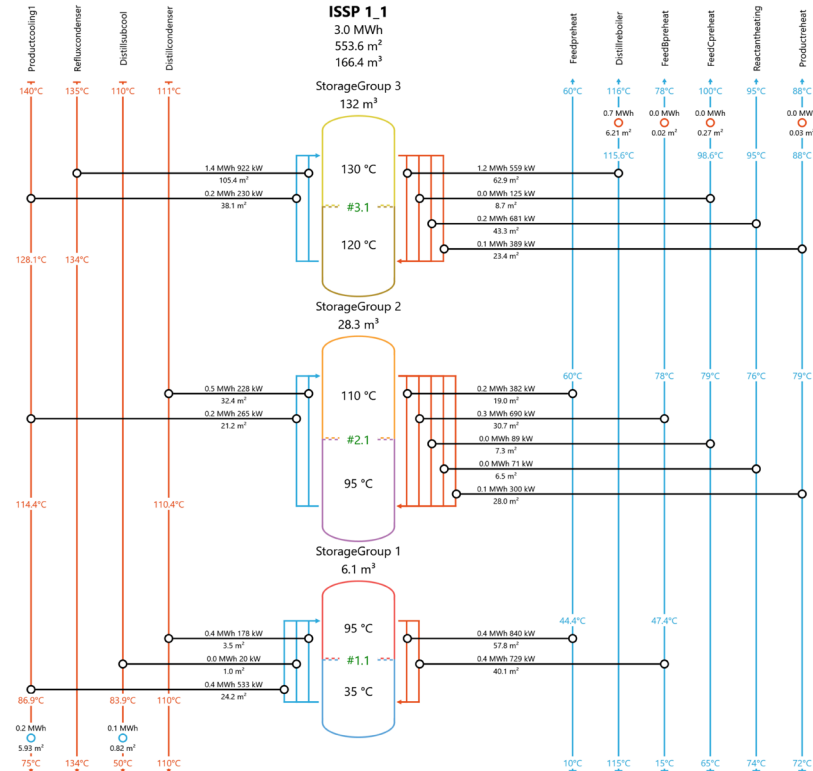 Productcooling1
Refluxcondenser
Distillsubcool
Distillcondenser
ISSP 1_1
3.0 MWh
553.6 m²
166.4 m³
Feedpreheat
Distillreboiler
FeedBpreheat
FeedCpreheat
Reactantheating
Productreheat
140°C 135°C 110°C 111°C
60°C 116°C 78°C 100°C 95°C 88°C
StorageGroup 3
132 m³
0.7 MWh 0.0 MWh 0.0 MWh 0.0 M
6.21 m² 0.02 m² 0.27 m² 0.03 m
115.6°C 98.6°C 95°C 88°C
1.4 MWh 922 kW
105.4 m²
0.2 MWh 230 kW
38.1 m²
130 °C
#3.1
120 °C
1.2 MWh 559 kW
62.9 m²
0.0 MWh 125 kW
8.7 m²
0.2 MWh 681 kW
43.3 m²
0.1 MWh 389 kW
23.4 m²
128.1°C 134°C
StorageGroup 2
28.3 m³
60°C 78°C 79°C 76°C 79°C
0.5 MWh 228 kW
32.4 m²
0.2 MWh 265 kW
21.2 m²
110 °C
#2.1
95 °C
0.2 MWh 382 kW
19.0 m²
0.3 MWh 690 kW
30.7 m²
0.0 MWh 89 kW
7.3 m²
0.0 MWh 71 kW
6.5 m²
0.1 MWh 300 kW
28.0 m²
114.4°C 110.4°C
StorageGroup 1
6.1 m³
44.4°C 47.4°C
0.4 MWh 178 kW
3.5 m²
0.0 MWh 20 kW
1.0 m²
0.4 MWh 533 kW
24.2 m²
95 °C
#1.1
35 °C
0.4 MWh 840 kW
57.8 m²
0.4 MWh 729 kW
40.1 m²
86.9°C 83.9°C 110°C
0.2 MWh 0.1 MWh
5.93 m² 0.82 m²
75°C 134°C 50°C 110°C
10°C 115°C 15°C 65°C 74°C 72°C